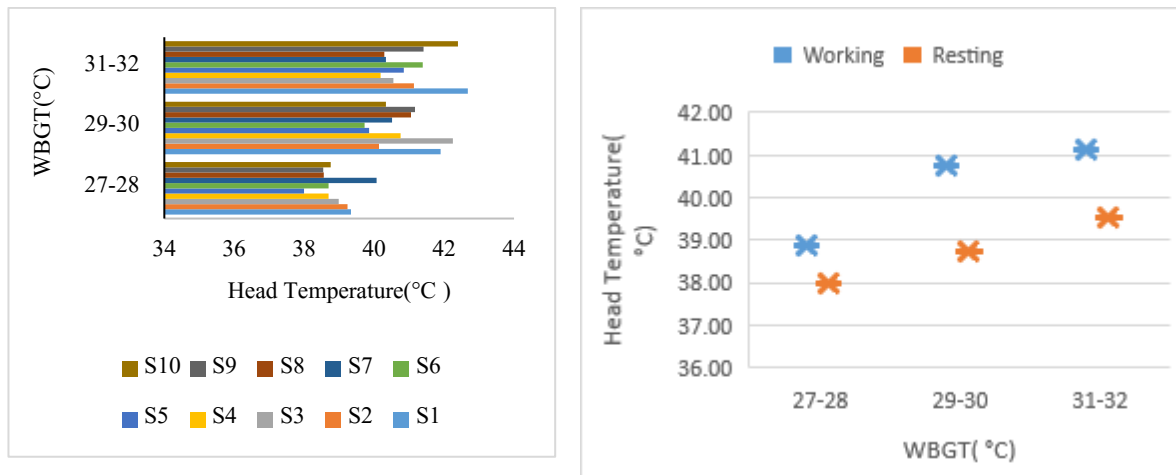 31-32
29-30
27-28
WBGT(°C)
34 36 38 40 42 44
Head Temperature(°C )
S10 S9 S8 S7 S6
S5 S4 S3 S2 S1
Working Resting
42.00
41.00
40.00
39.00
38.00
37.00
36.00
Head Temperature(
°C)
27-28 29-30 31-32
WBGT( °C)